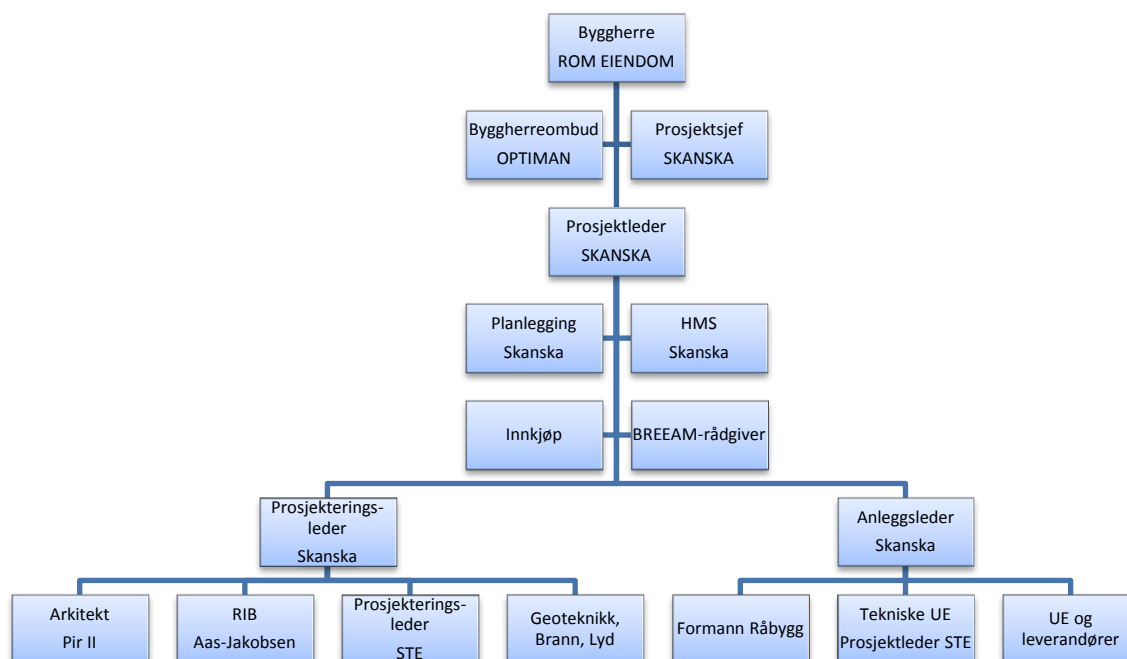 Byggherre
ROM EIENDOM
Byggherreombud
OPTIMAN
Prosjektsjef
SKANSKA
Prosjektleder
SKANSKA
Planlegging
Skanska
HMS
Skanska
Innkjøp
BREEAM-rådgiver
Prosjekterings-
leder
Skanska
Anleggsleder
Skanska
Arkitekt
Pir II
RIB
Aas-Jakobsen
Prosjekterings-
leder
STE
Geoteknikk,
Brann, Lyd
Formann Råbygg
Tekniske UE
Prosjektleder STE
UE og
leverandører